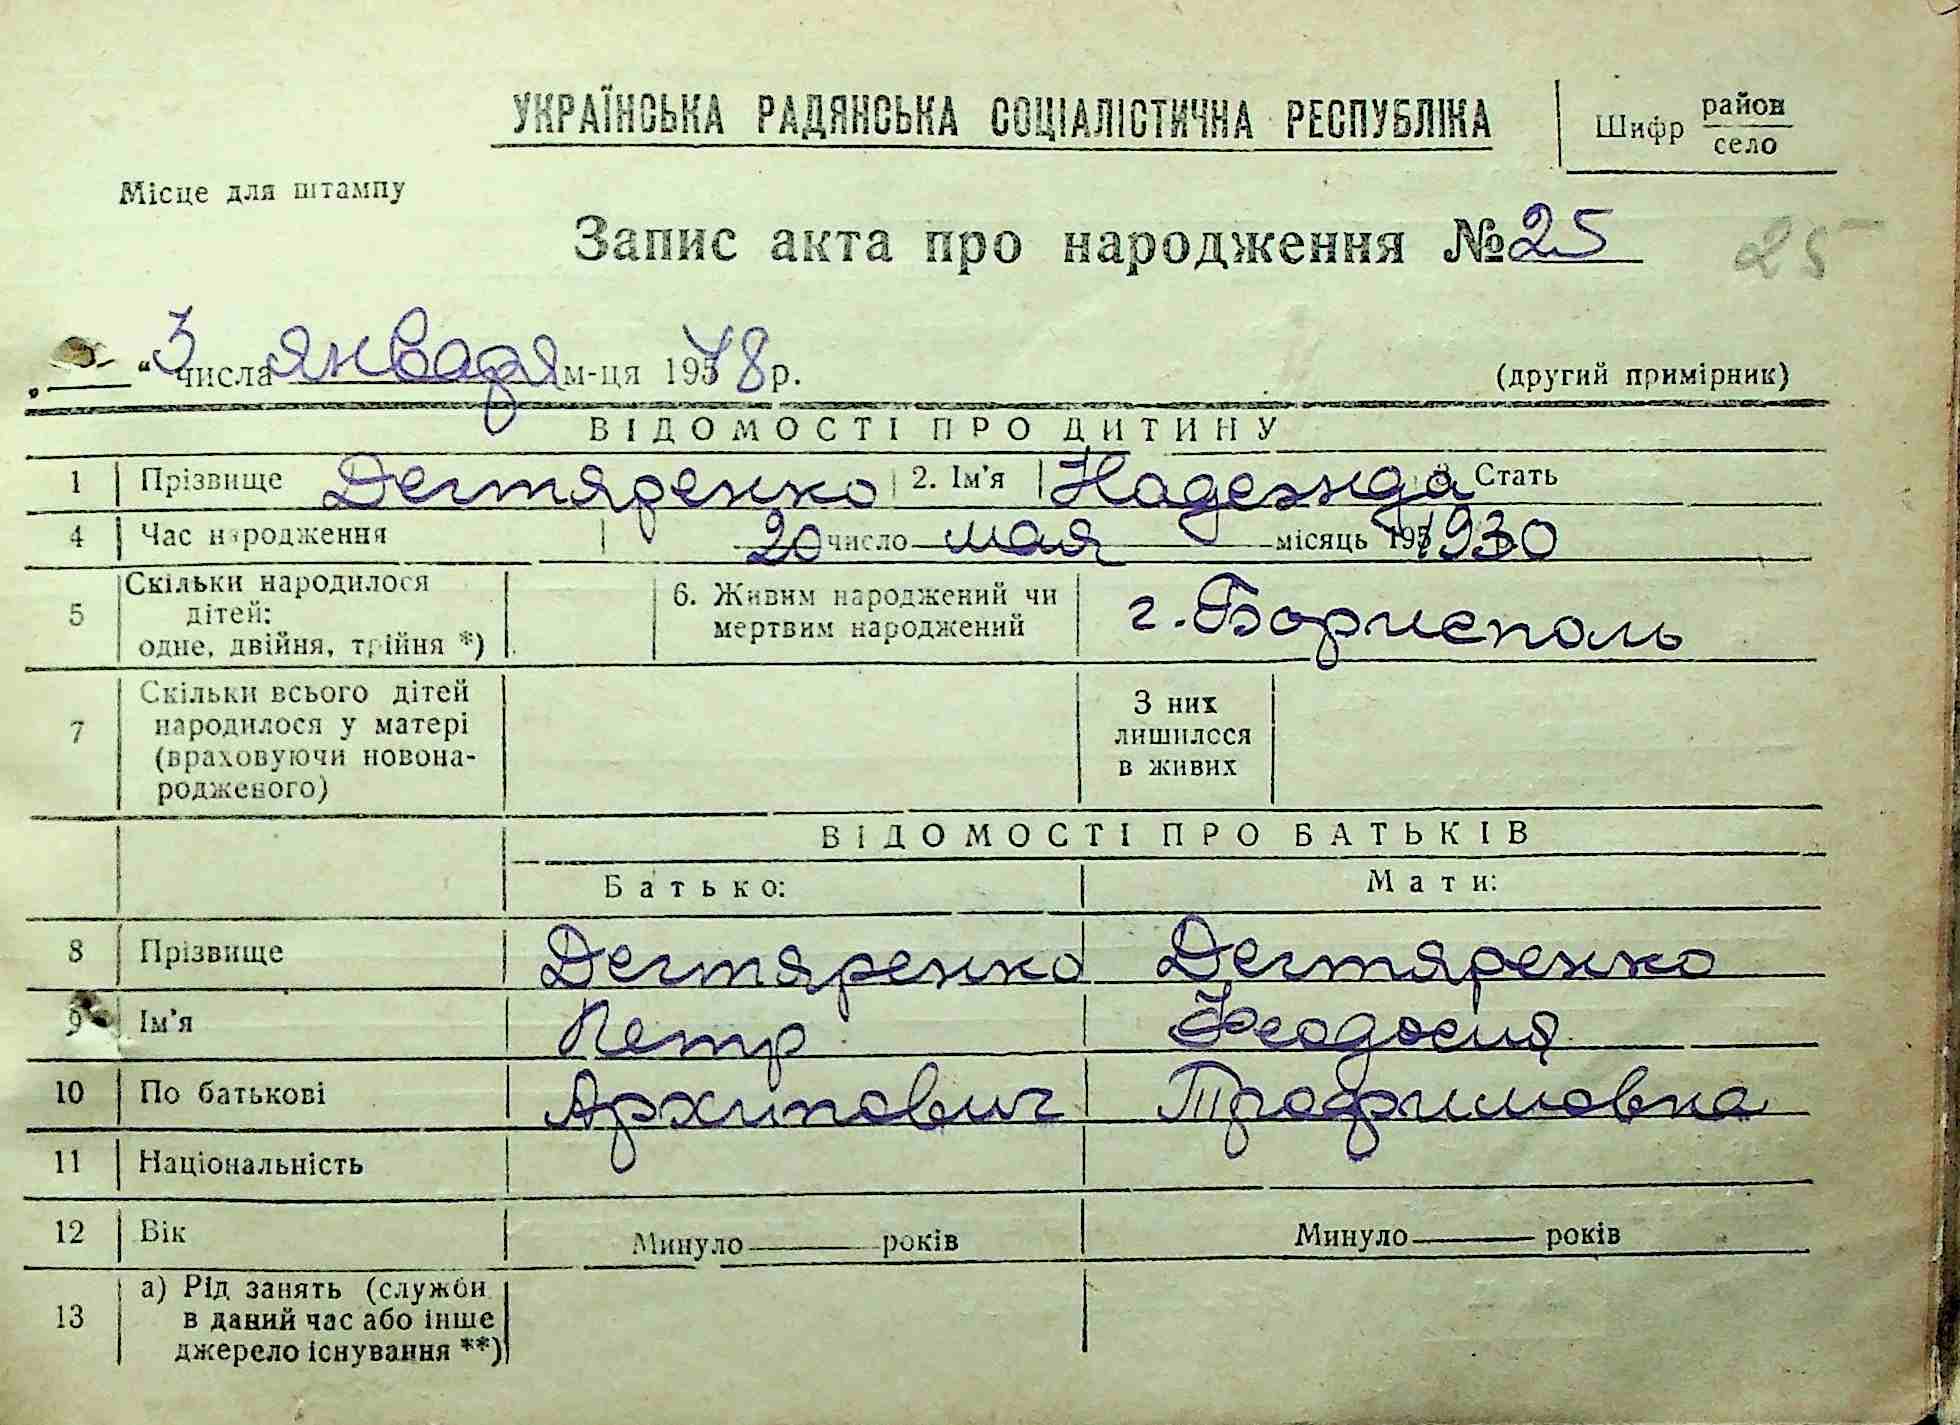 УКРАЇНСЬКА РАДЯНСЬКА СОЦІАЛІСТИЧНА РЕСПУБЛІКА
Шифр район
село
Місце для штампу
Запис акта про народження №25
25
„ “ 3 числа января м-ця 1948 р.
(другий примірник)
ВІДОМОСТІ ПРО ДИТИНУ
1 Прізвище Дегтяренко 2. Ім’я Надежда 3 Стать
4 Час народження 20 число мая місяць 195 1930
5 Скільки народилося дітей: одне, двійня, трійня *) 6. Живим народжений чи мертвим народжений г. Борисполь
7 Скільки всього дітей народилося у матері (враховуючи новона-родженого) З них лишилося в живих
ВІДОМОСТІ ПРО БАТЬКІВ
Батько: Мати:
8 Прізвище Дегтяренко Дегтяренко
9 Ім’я Петр Феодосия
10 По батькові Архипович Трофимовна
11 Національність
12 Вік Минуло років Минуло років
13 а) Рід занять (служби в даний час або інше джерело існування **)